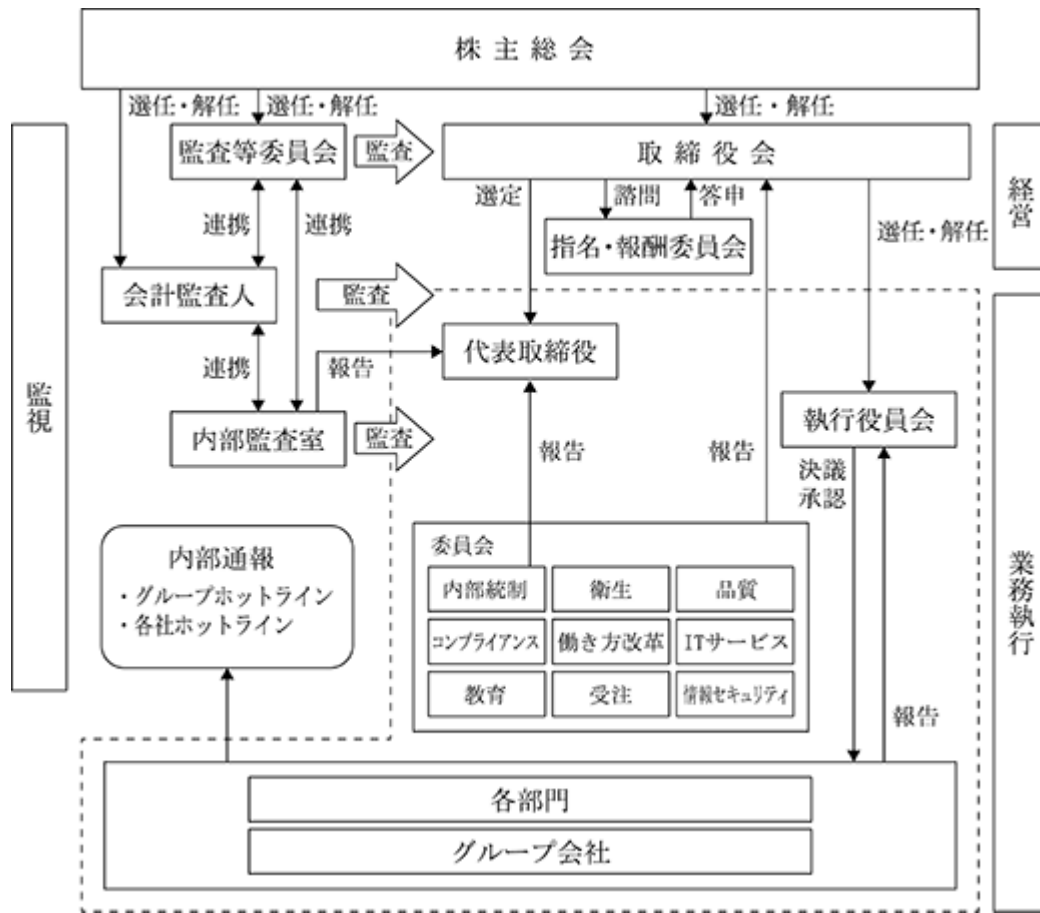 株主総会
選任・解任
選任・解任
選任・解任
監査等委員会
監査
取締役会
経営
連携
連携
選定
諮問
答申
選任・解任
指名・報酬委員会
会計監査人
監査
代表取締役
連携
報告
監視
内部監査室
監査
執行役員会
報告
報告
決議
承認
内部通報
・グループホットライン
・各社ホットライン
委員会
内部統制
衛生
品質
コンプライアンス
働き方改革
ITサービス
教育
受注
情報セキュリティ
業務執行
報告
各部門
グループ会社